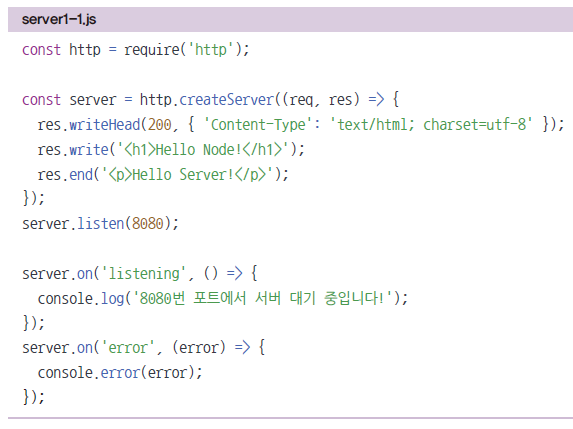 server1-1.js
const http = require('http');
const server = http.createServer((req, res) => {
res.writeHead(200, { 'Content-Type': 'text/html; charset=utf-8' });
res.write('<h1>Hello Node!</h1>');
res.end('<p>Hello Server!</p>');
});
server.listen(8080);
server.on('listening', () => {
console.log('8080번 포트에서 서버 대기 중입니다!');
});
server.on('error', (error) => {
console.error(error);
});